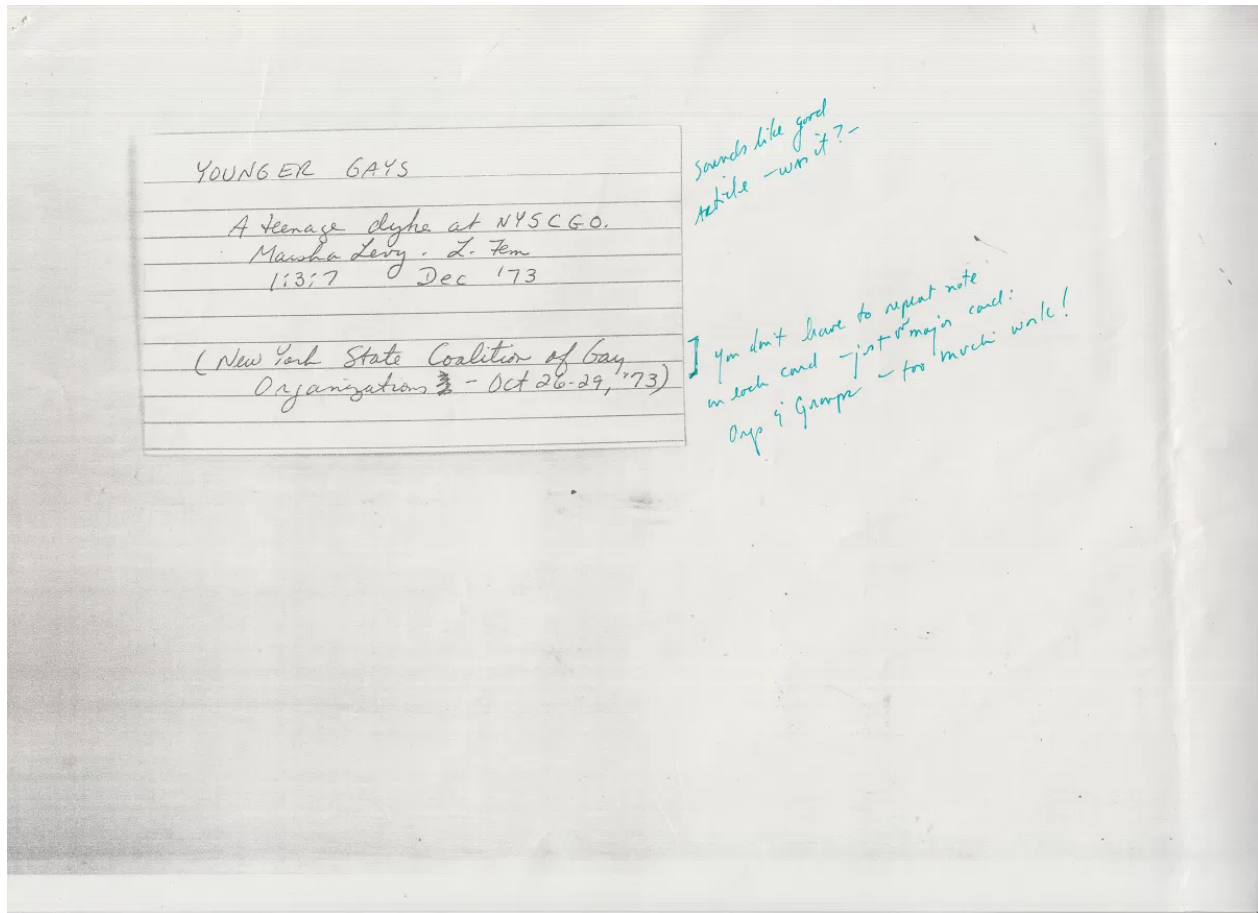 YOUNGER GAYS
A teenage dyke at NYSCGO.
Marsha Levy. L. Fem
1:3;7 Dec '73
(New York State Coalition of Gay
Organizations - Oct 26-29, '73)
Sounds like good
Article - was it? -
] you don't have to repeat note
on each card - just major card:
Orgs & Groups - too much work!